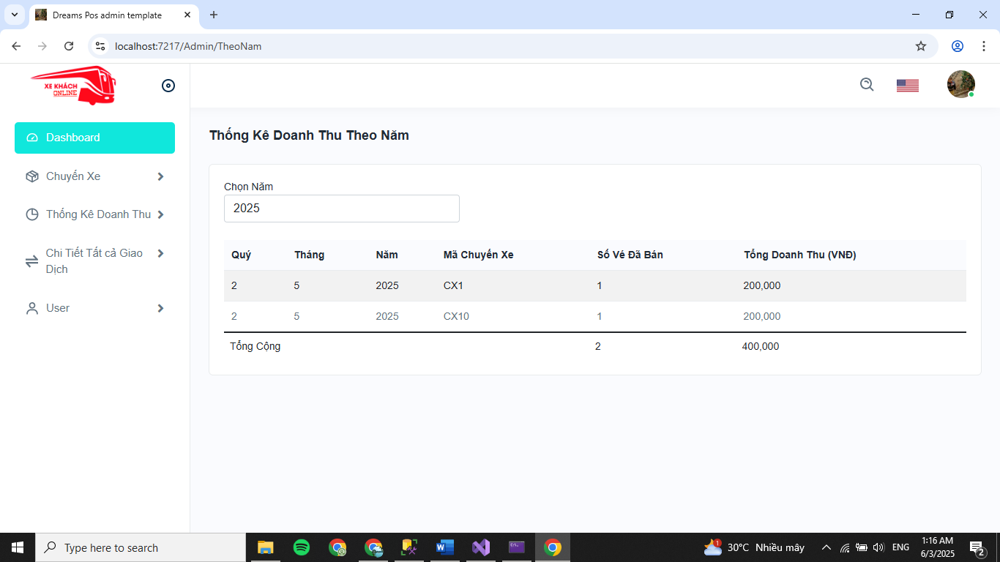 Dreams Pos admin template
localhost:7217/Admin/TheoNam
XE KHÁCH
ONLINE
Dashboard
Chuyến Xe
Thống Kê Doanh Thu
Chi Tiết Tất cả Giao
Dịch
User
Thống Kê Doanh Thu Theo Năm
Chọn Năm
2025
Quý Tháng Năm Mã Chuyến Xe Số Vé Đã Bán Tổng Doanh Thu (VNĐ)
2 5 2025 CX1 1 200,000
2 5 2025 CX10 1 200,000
Tổng Cộng 2 400,000
Type here to search
1
30°C Nhiều mây
ENG
1:16 AM
6/3/2025
2